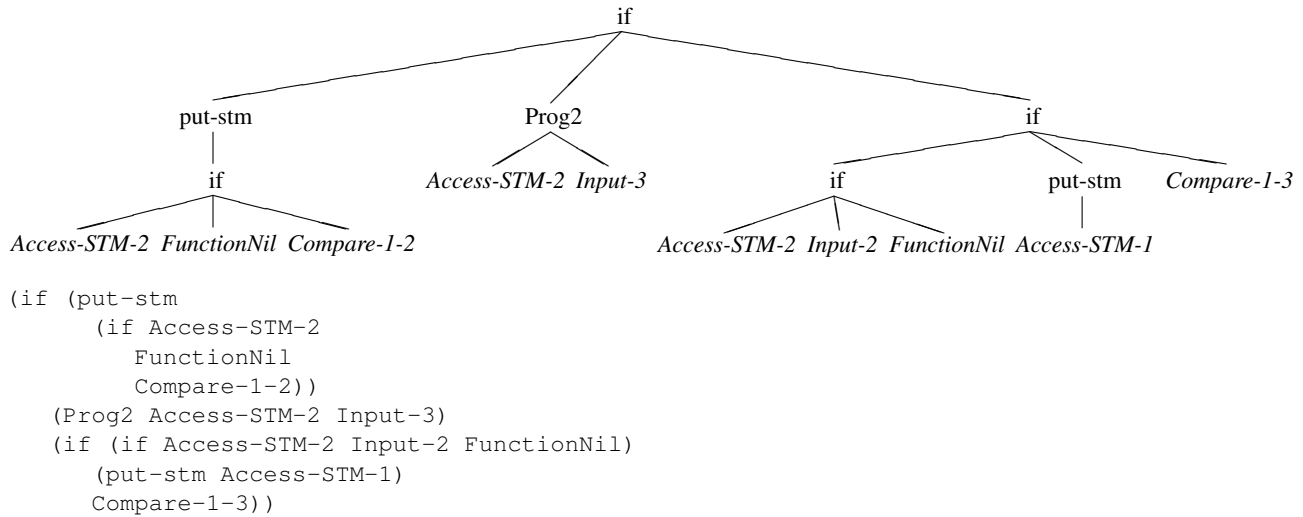 if
put-stm Prog2 if
if Access-STM-2 Input-3 if put-stm Compare-1-3
Access-STM-2 FunctionNil Compare-1-2 Access-STM-2 Input-2 FunctionNil Access-STM-1
(if (put-stm
(if Access-STM-2
FunctionNil
Compare-1-2))
(Prog2 Access-STM-2 Input-3)
(if (if Access-STM-2 Input-2 FunctionNil)
(put-stm Access-STM-1)
Compare-1-3))